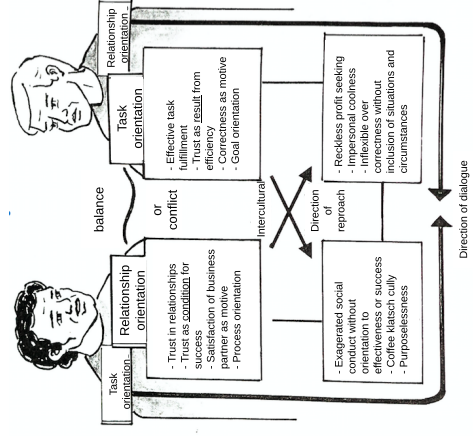 Task
orientation
Relationship
orientation
balance
or
conflict
Task
orientation
Relationship
orientation_
- Trust in relationships
- Trust as condition for
success
- Satisfaction of business
partner as motive
- Process orientation
- Effective task
fulfillment
- Trust as result from
efficiency
- Correctness as motive
- Goal orientation
Intercultural
Direction
of
reproach
- Exagerated social
conduct without
orientation to
effectiveness or success
- Coffee klatsch cully
- Purposelessness
- Reckless profit seeking
- Impersonal coolness
- Inflexible over
correctness without
inclusion of situations and
circumstances
Direction of dialogue